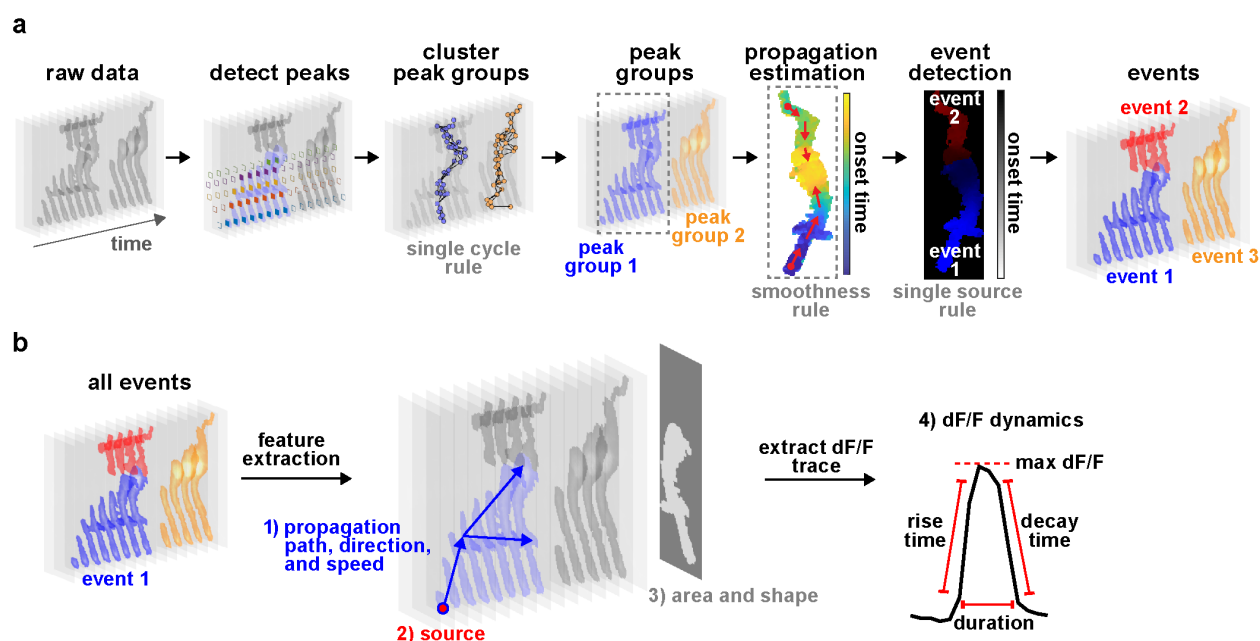 a
raw data
detect peaks
cluster
peak groups
peak
groups
propagation
estimation
event
detection
events
time
single cycle
rule
peak
group 1
peak
group 2
onset time
smoothness
rule
event
2
event
1
onset time
single source
rule
event 2
event 1
event 3
b
all events
event 1
feature
extraction
1) propagation
path, direction,
and speed
2) source
3) area and shape
extract dF/F
trace
4) dF/F dynamics
max dF/F
rise
time
decay
time
duration